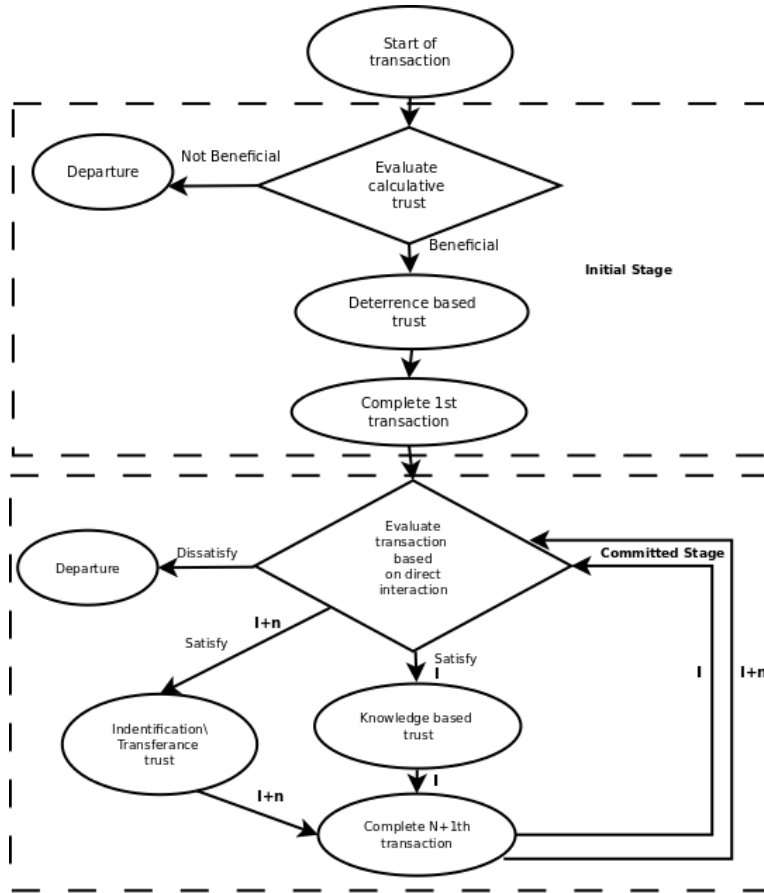 Start of
transaction
Not Beneficial
Departure
Evaluate
calculative
trust
Beneficial
Initial Stage
Deterrence based
trust
Complete 1st
transaction
Evaluate
transaction
based
on direct
interaction
Committed Stage
Dissatisfy
Departure
I+n
Satisfy
Satisfy
I
I
I+n
Indentification\
Transferance
trust
Knowledge based
trust
I+n
I
Complete N+1th
transaction